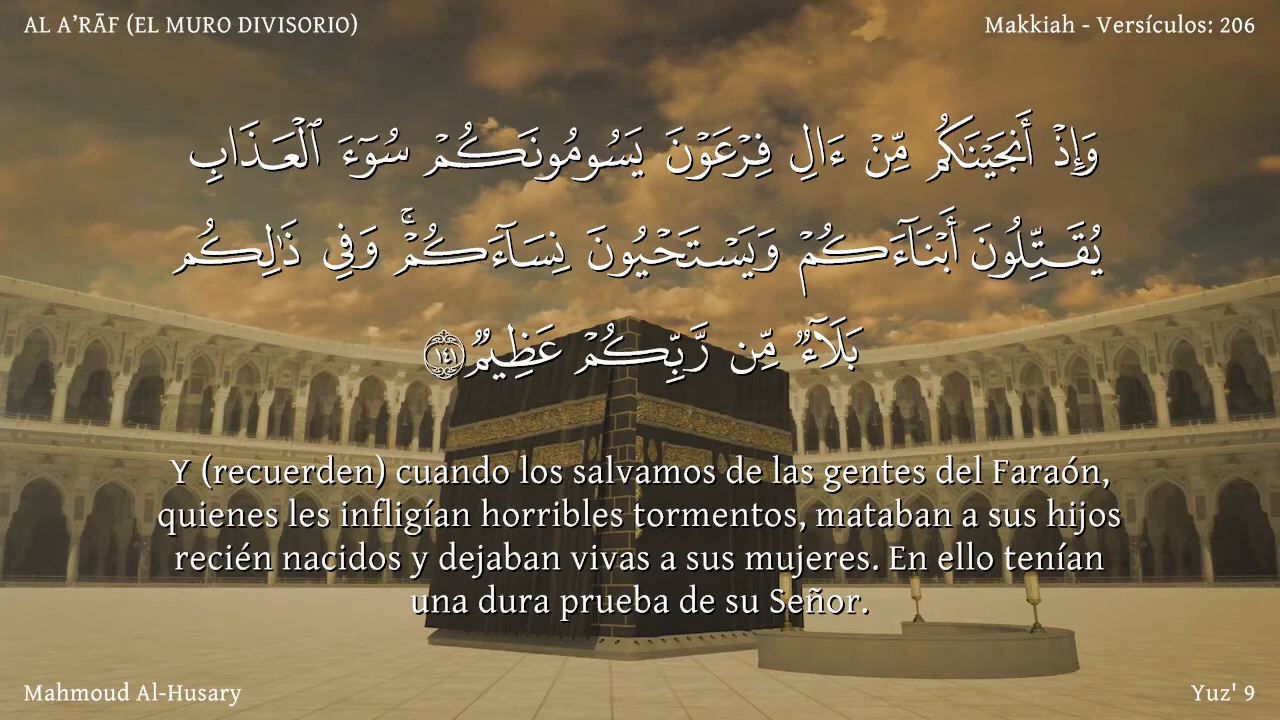 AL A’RĀF (EL MURO DIVISORIO)
Makkiah - Versículos: 206
وَإِذْ أَنجَيْنَـٰكُم مِّنْ ءَالِ فِرْعَوْنَ يَسُومُونَكُمْ سُوٓءَ ٱلْعَذَابِ
يُقَتِّلُونَ أَبْنَآءَكُمْ وَيَسْتَحْيُونَ نِسَآءَكُمْ ۚ وَفِى ذَٰلِكُم
بَلَآءٌ مِّن رَّبِّكُمْ عَظِيمٌ ١٤١
Y (recuerden) cuando los salvamos de las gentes del Faraón,
quienes les infligían horribles tormentos, mataban a sus hijos
recién nacidos y dejaban vivas a sus mujeres. En ello tenían
una dura prueba de su Señor.
Mahmoud Al-Husary
Yuz' 9